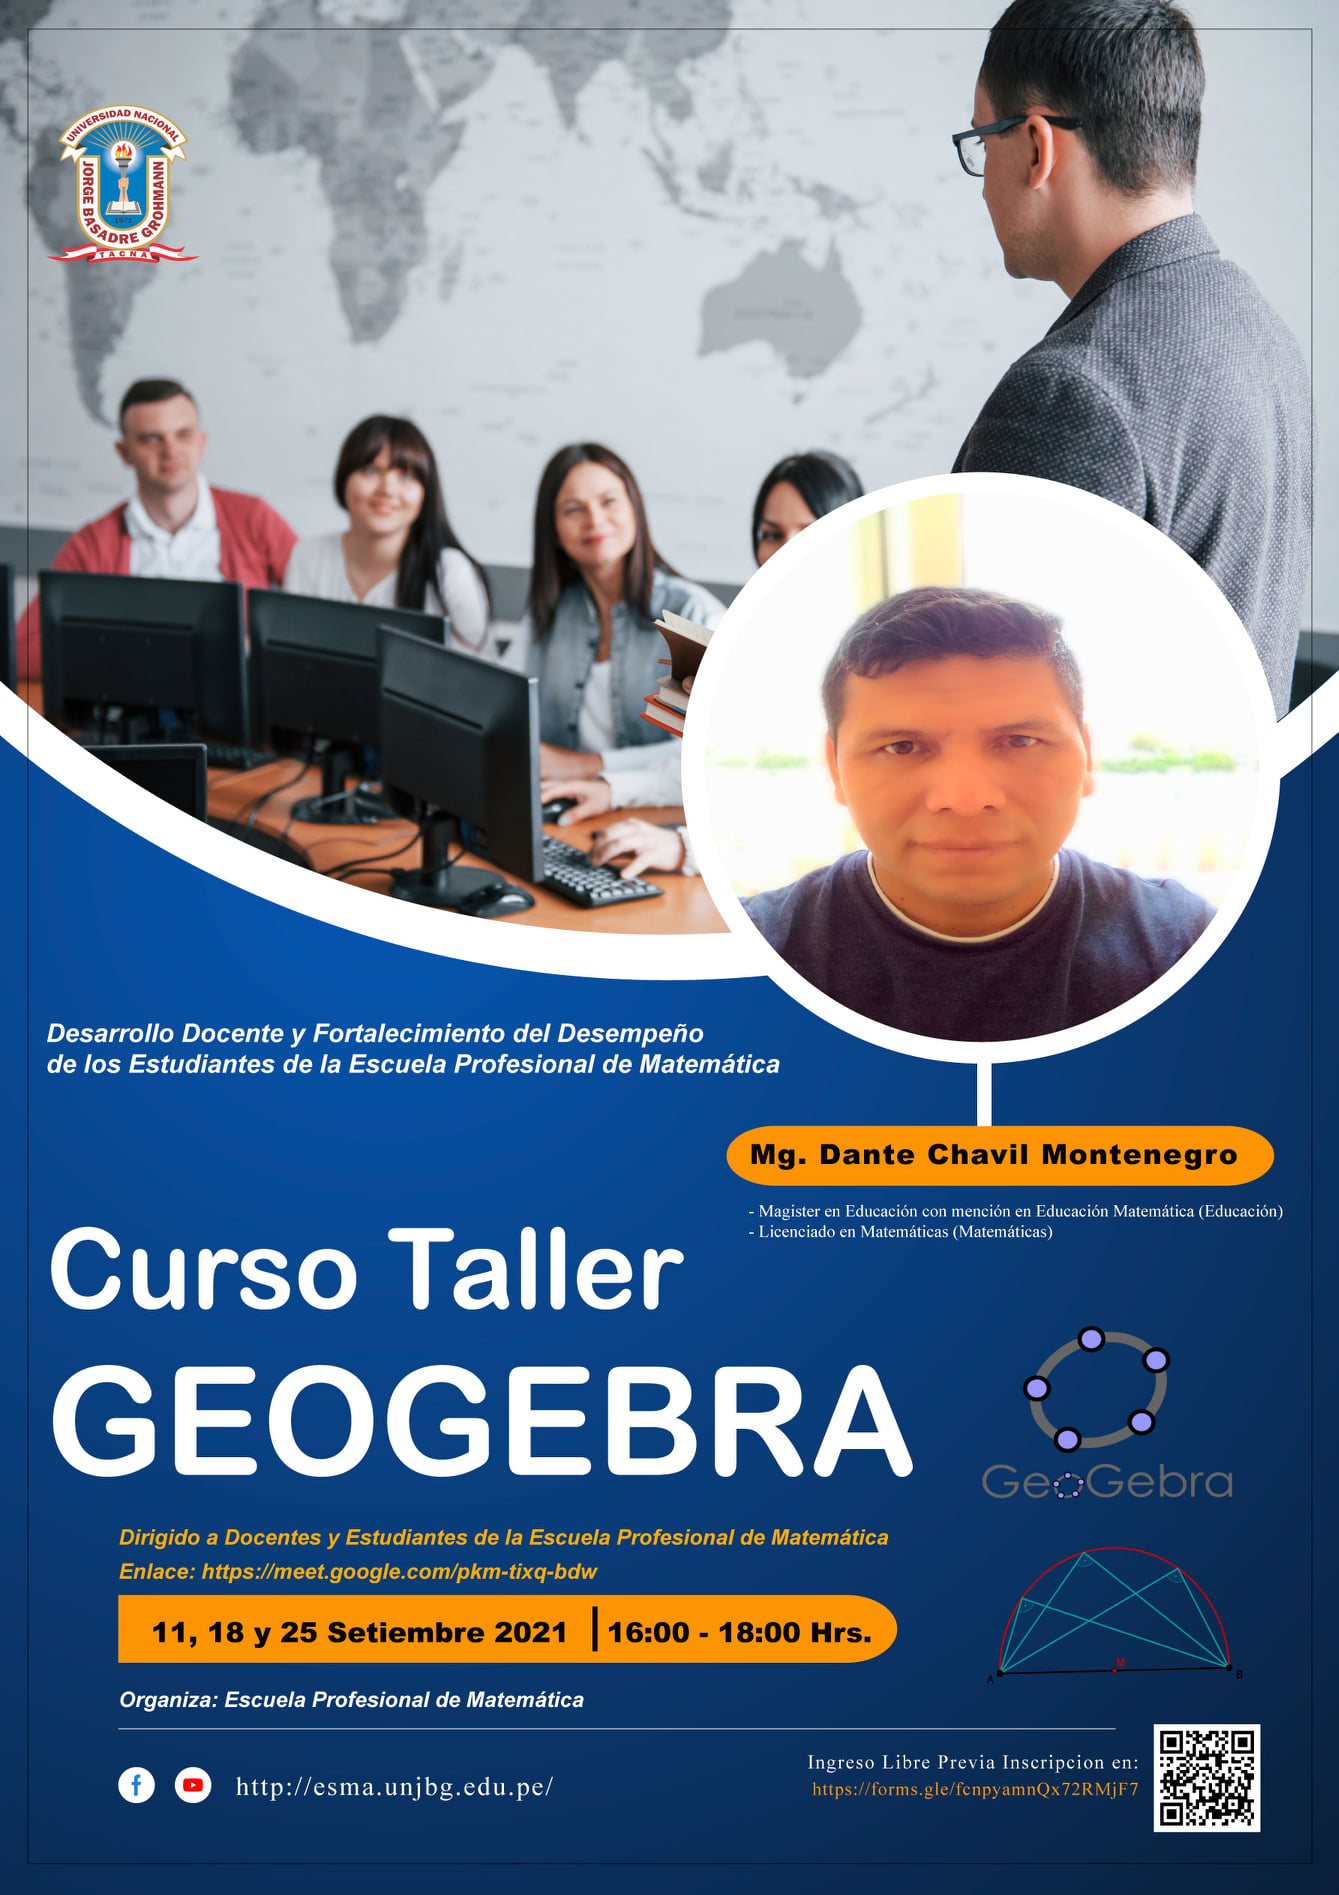 UNIVERSIDAD NACIONAL
JORGE BASADRE GROHMANN
1971
TACNA
Desarrollo Docente y Fortalecimiento del Desempeño
de los Estudiantes de la Escuela Profesional de Matemática
Mg. Dante Chavil Montenegro
- Magister en Educación con mención en Educación Matemática (Educación)
- Licenciado en Matemáticas (Matemáticas)
Curso Taller
GEOGEBRA
GeoGebra
Dirigido a Docentes y Estudiantes de la Escuela Profesional de Matemática
Enlace: https://meet.google.com/pkm-tixq-bdw
11, 18 y 25 Setiembre 2021 | 16:00 - 18:00 Hrs.
A M B
Organiza: Escuela Profesional de Matemática
http://esma.unjbg.edu.pe/
Ingreso Libre Previa Inscripcion en:
https://forms.gle/fcnpyamnQx72RMjF7